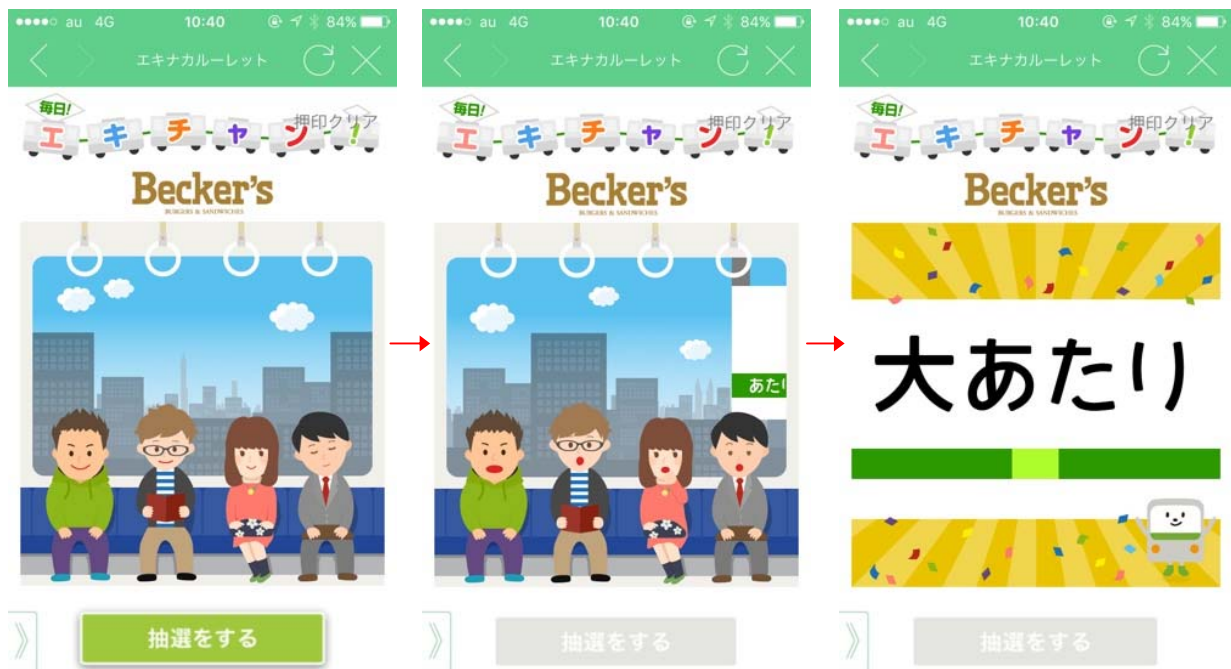 ●●●●○ au 4G 10:40 84%
エキナカルーレット
毎日!
エキチャン!
押印クリア
Becker's
BURGERS & SANDWICHES
抽選をする
●●●●○ au 4G 10:40 84%
エキナカルーレット
毎日!
エキチャン!
押印クリア
Becker's
BURGERS & SANDWICHES
あたり
抽選をする
●●●●○ au 4G 10:40 84%
エキナカルーレット
毎日!
エキチャン!
押印クリア
Becker's
BURGERS & SANDWICHES
大あたり
抽選をする